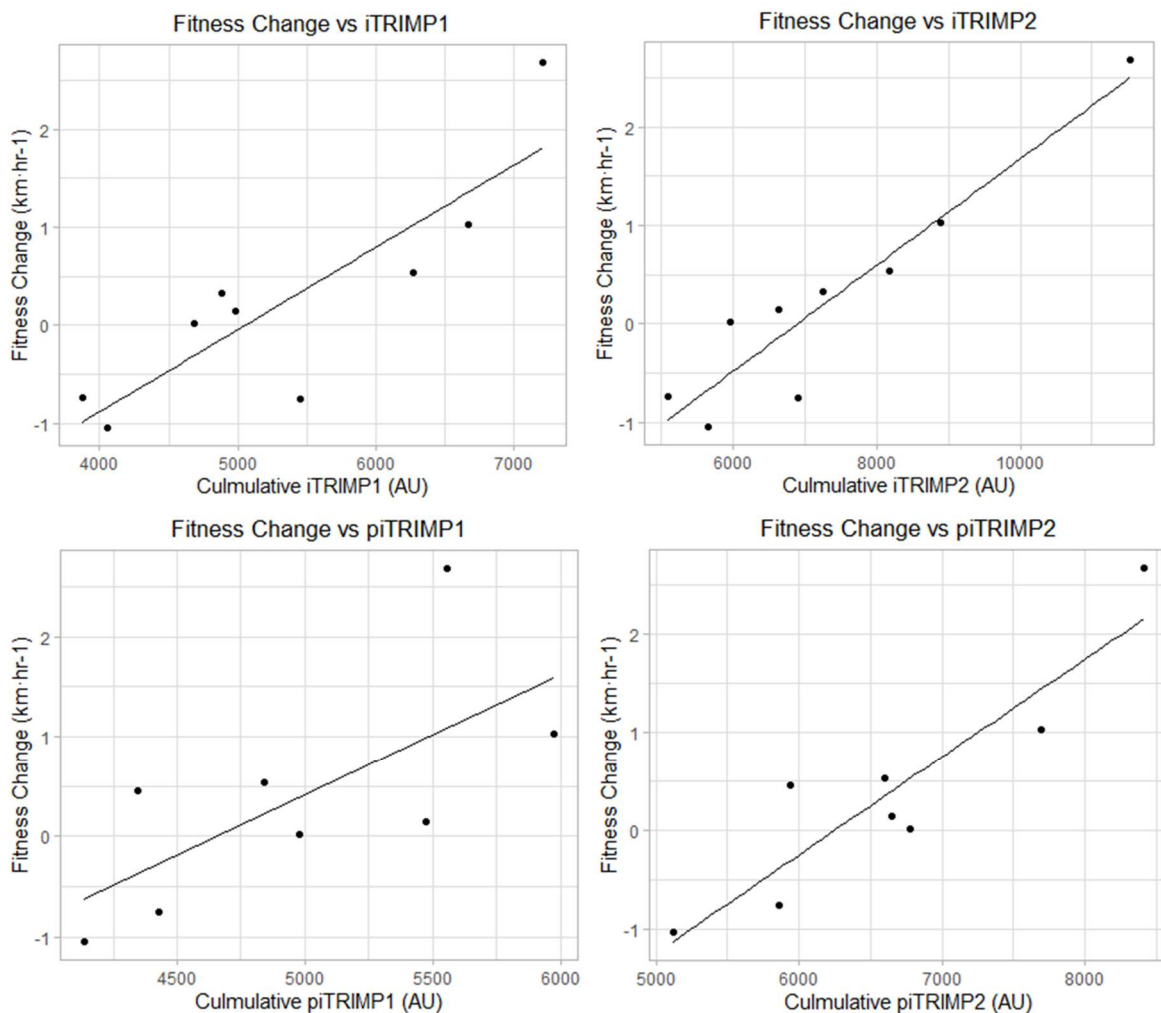 Fitness Change vs iTRIMP1
Fitness Change (km·hr-1)
2
1
0
-1
4000 5000 6000 7000
Culmulative iTRIMP1 (AU)
Fitness Change vs iTRIMP2
Fitness Change (km·hr-1)
2
1
0
-1
6000 8000 10000
Culmulative iTRIMP2 (AU)
Fitness Change vs piTRIMP1
Fitness Change (km·hr-1)
2
1
0
-1
4500 5000 5500 6000
Culmulative piTRIMP1 (AU)
Fitness Change vs piTRIMP2
Fitness Change (km·hr-1)
2
1
0
-1
5000 6000 7000 8000
Culmulative piTRIMP2 (AU)